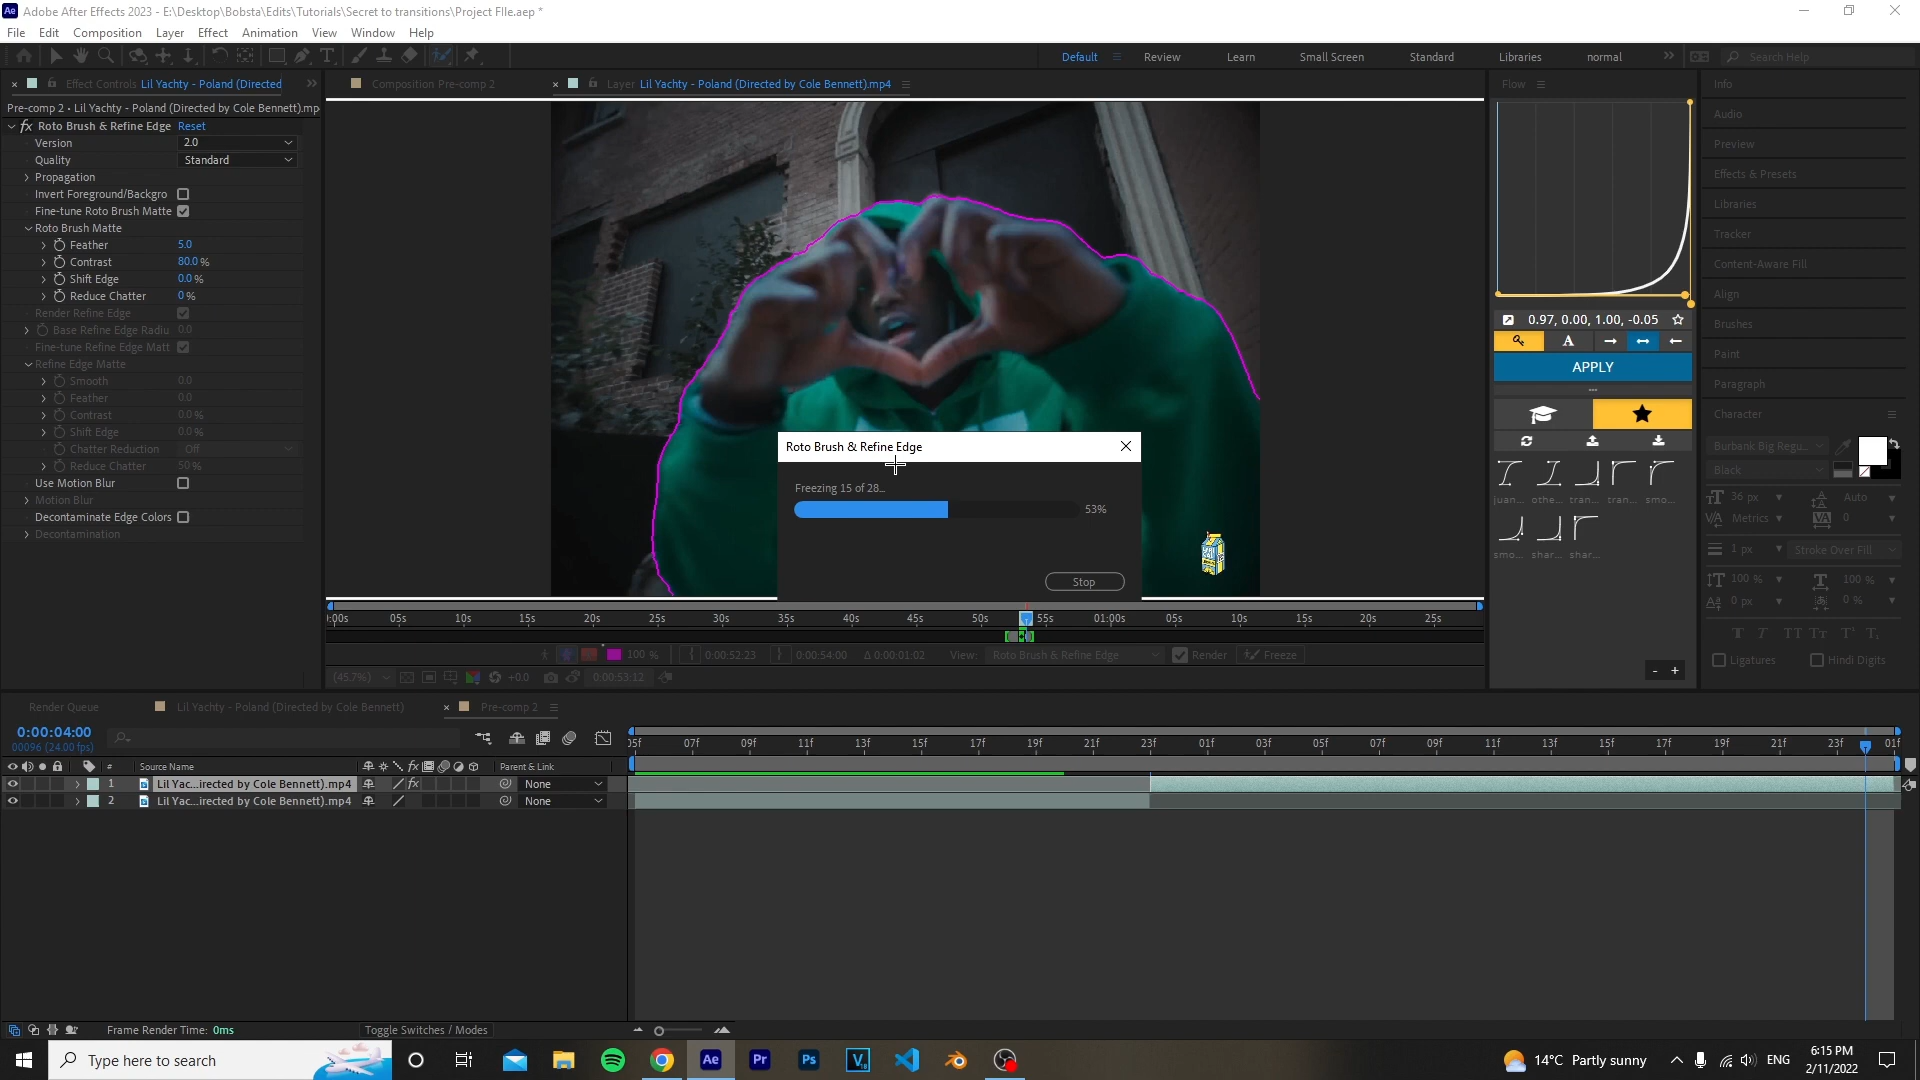 Adobe After Effects 2023 - E:\Desktop\Bobsta\Edits\Tutorials\Secret to transitions\Project FIle.aep *
File Edit Composition Layer Effect Animation View Window Help
Default Review Learn Small Screen Standard Libraries normal Search Help
Effect Controls Lil Yachty - Poland (Directed
Composition Pre-comp 2
Layer Lil Yachty - Poland (Directed by Cole Bennett).mp4
Flow
Info
Pre-comp 2 • Lil Yachty - Poland (Directed by Cole Bennett).mp
Roto Brush & Refine Edge Reset
Version 2.0
Quality Standard
Propagation
Invert Foreground/Backgro
Fine-tune Roto Brush Matte
Roto Brush Matte
Feather 5.0
Contrast 80.0 %
Shift Edge 0.0 %
Reduce Chatter 0 %
Render Refine Edge
Base Refine Edge Radiu 0.0
Fine-tune Refine Edge Matt
Refine Edge Matte
Smooth 0.0
Feather 0.0
Contrast 0.0 %
Shift Edge 0.0 %
Chatter Reduction Off
Reduce Chatter 50 %
Use Motion Blur
Motion Blur
Decontaminate Edge Colors
Decontamination
Roto Brush & Refine Edge
Freezing 15 of 28...
53%
Stop
:00s 05s 10s 15s 20s 25s 30s 35s 40s 45s 50s 55s 01:00s 05s 10s 15s 20s 25s
100 % 0:00:52:23 0:00:54:00 Δ 0:00:01:02 View: Roto Brush & Refine Edge Render Freeze
(45.7%) +0.0 0:00:53:12
0.97, 0.00, 1.00, -0.05
A
APPLY
juan... othe... tran... tran... smo...
smo... shar... shar...
- +
Audio
Preview
Effects & Presets
Libraries
Tracker
Content-Aware Fill
Align
Brushes
Paint
Paragraph
Character
Burbank Big Regu...
Black
36 px Auto
Metrics 0
1 px Stroke Over Fill
100 % 100 %
0 px 0 %
Ligatures Hindi Digits
Render Queue Lil Yachty - Poland (Directed by Cole Bennett) Pre-comp 2
0:00:04:00
00096 (24.00 fps)
05f 07f 09f 11f 13f 15f 17f 19f 21f 23f 01f 03f 05f 07f 09f 11f 13f 15f 17f 19f 21f 23f 01f
# Source Name Parent & Link
1 Lil Yac...irected by Cole Bennett).mp4 None
2 Lil Yac...irected by Cole Bennett).mp4 None
Frame Render Time: 0ms Toggle Switches / Modes
Type here to search
14°C Partly sunny ENG
6:15 PM
2/11/2022